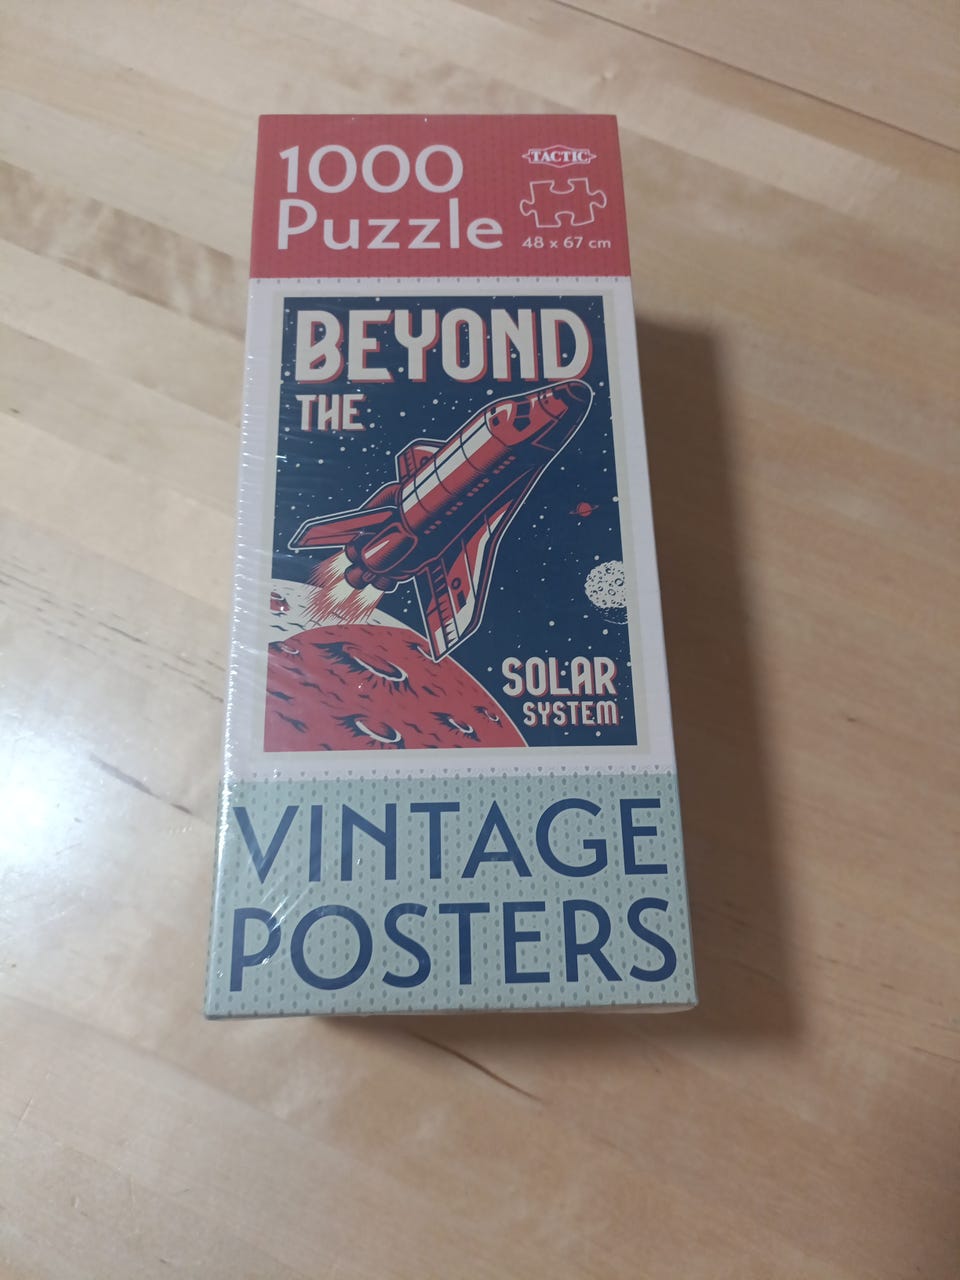 1000
Puzzle
TACTIC
48 x 67 cm
BEYOND
THE
SOLAR
SYSTEM
VINTAGE
POSTERS